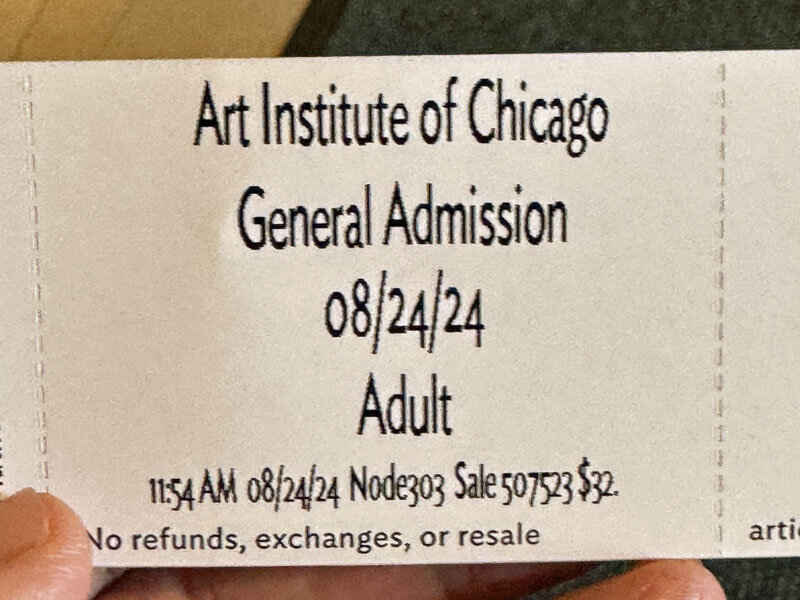 Art Institute of Chicago
General Admission
08/24/24
Adult
11:54 AM 08/24/24 Node303 Sale 507523 $32.
No refunds, exchanges, or resale